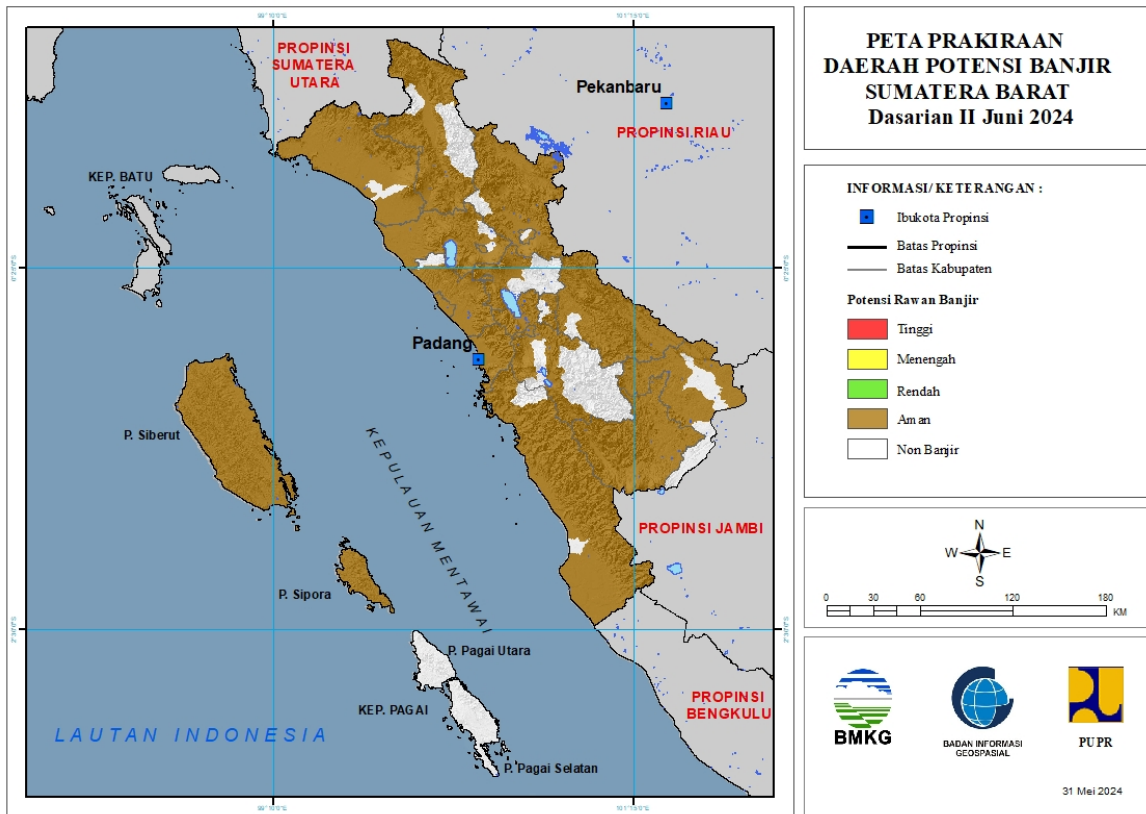 PROPINSI
SUMATERA
UTARA
Pekanbaru
PROPINSI RIAU
KEP. BATU
Padang
P. Siberut
KEPULAUAN MENTAWAI
PROPINSI JAMBI
P. Sipora
P. Pagai Utara
KEP. PAGAI
PROPINSI
BENGKULU
LAUTAN INDONESIA
P. Pagai Selatan
PETA PRAKIRAAN
DAERAH POTENSI BANJIR
SUMATERA BARAT
Dasarian II Juni 2024
INFORMASI/ KETERANGAN :
Ibukota Propinsi
Batas Propinsi
Batas Kabupaten
Potensi Rawan Banjir
Tinggi
Menengah
Rendah
Aman
Non Banjir
N
W E
S
0 30 60 120 180
KM
BMKG
BADAN INFORMASI
GEOSPASIAL
PUPR
31 Mei 2024